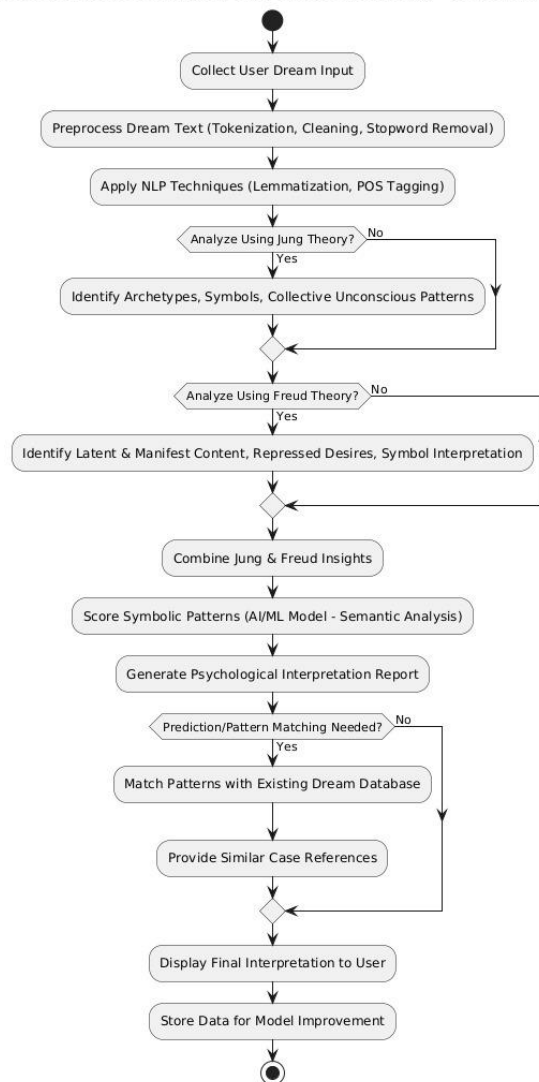 Collect User Dream Input
Preprocess Dream Text (Tokenization, Cleaning, Stopword Removal)
Apply NLP Techniques (Lemmatization, POS Tagging)
Analyze Using Jung Theory?
No
Yes
Identify Archetypes, Symbols, Collective Unconscious Patterns
Analyze Using Freud Theory?
No
Yes
Identify Latent & Manifest Content, Repressed Desires, Symbol Interpretation
Combine Jung & Freud Insights
Score Symbolic Patterns (AI/ML Model - Semantic Analysis)
Generate Psychological Interpretation Report
Prediction/Pattern Matching Needed?
No
Yes
Match Patterns with Existing Dream Database
Provide Similar Case References
Display Final Interpretation to User
Store Data for Model Improvement